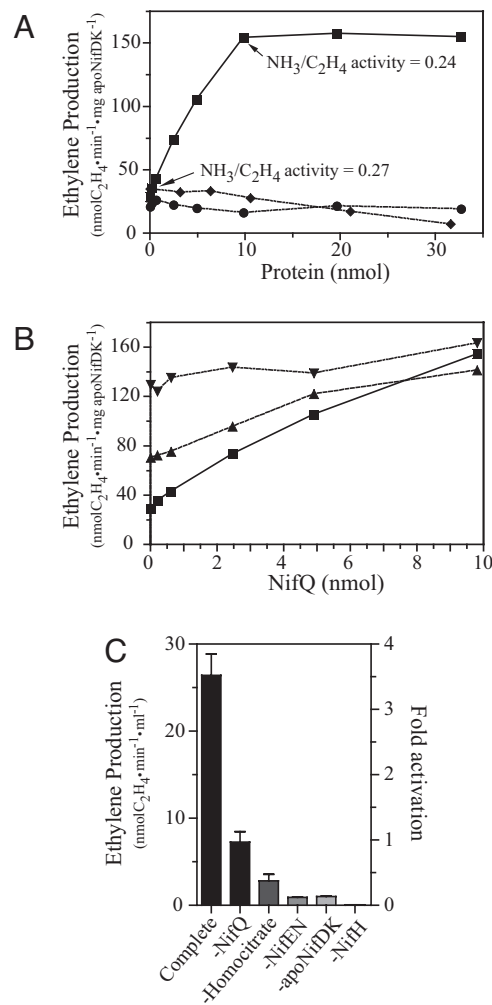 A
Ethylene Production
(nmolC₂H₄•min⁻¹•mg apoNifDK⁻¹)
150
100
50
0
NH₃/C₂H₄ activity = 0.24
NH₃/C₂H₄ activity = 0.27
0
10
20
30
Protein (nmol)
B
Ethylene Production
(nmolC₂H₄•min⁻¹•mg apoNifDK⁻¹)
160
120
80
40
0
0
2
4
6
8
10
NifQ (nmol)
C
Ethylene Production
(nmolC₂H₄•min⁻¹•ml⁻¹)
30
20
10
0
4
3
2
1
0
Fold activation
Complete
-NifQ
-Homocitrate
-NifEN
-apoNifDK
-NifH